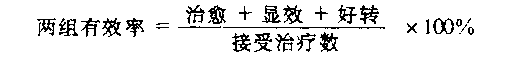 两组有效率 = 治愈 + 显效 + 好转 / 接受治疗数 × 100%